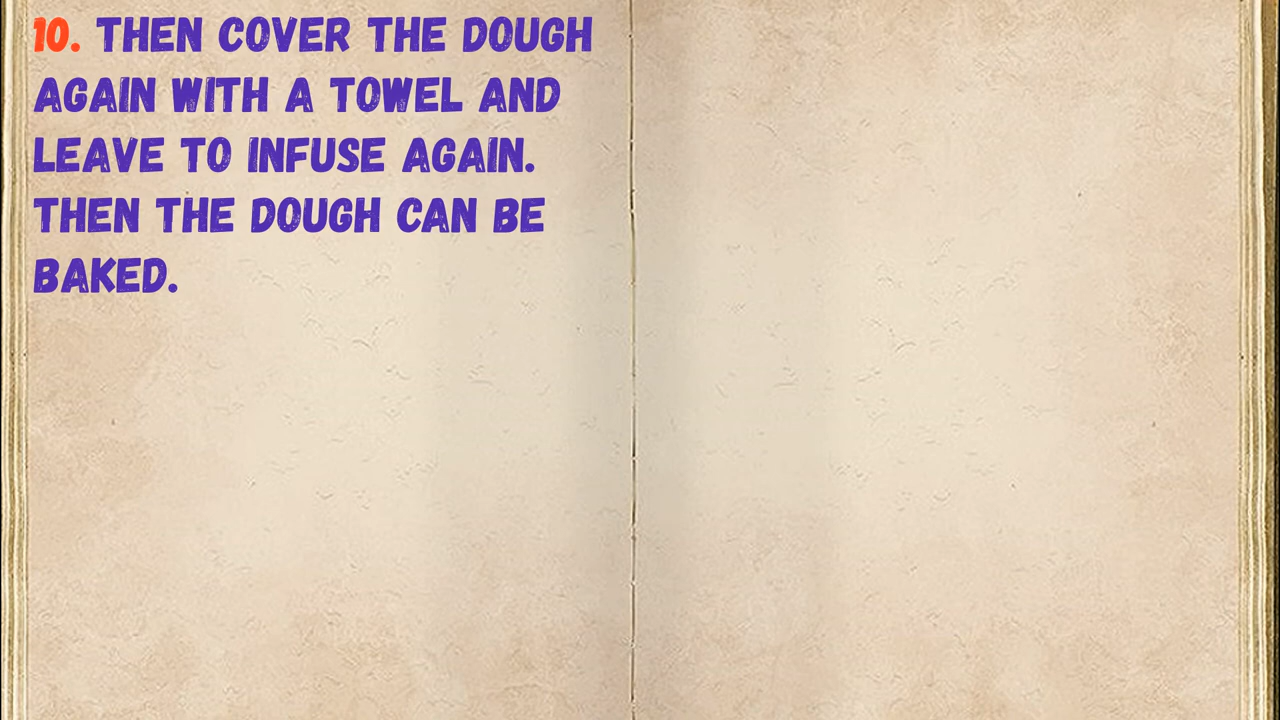 10. THEN COVER THE DOUGH
AGAIN WITH A TOWEL AND
LEAVE TO INFUSE AGAIN.
THEN THE DOUGH CAN BE
BAKED.